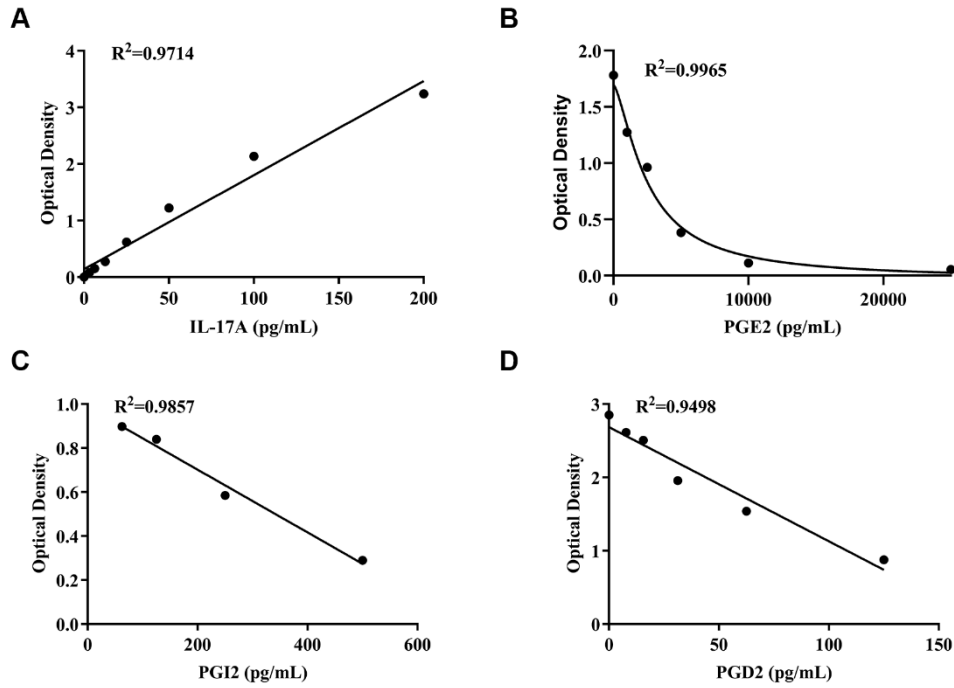 A
R²=0.9714
Optical Density
4
3
2
1
0
0 50 100 150 200
IL-17A (pg/mL)
B
R²=0.9965
Optical Density
2.0
1.5
1.0
0.5
0.0
0 10000 20000
PGE2 (pg/mL)
C
R²=0.9857
Optical Density
1.0
0.8
0.6
0.4
0.2
0.0
0 200 400 600
PGI2 (pg/mL)
D
R²=0.9498
Optical Density
3
2
1
0
0 50 100 150
PGD2 (pg/mL)